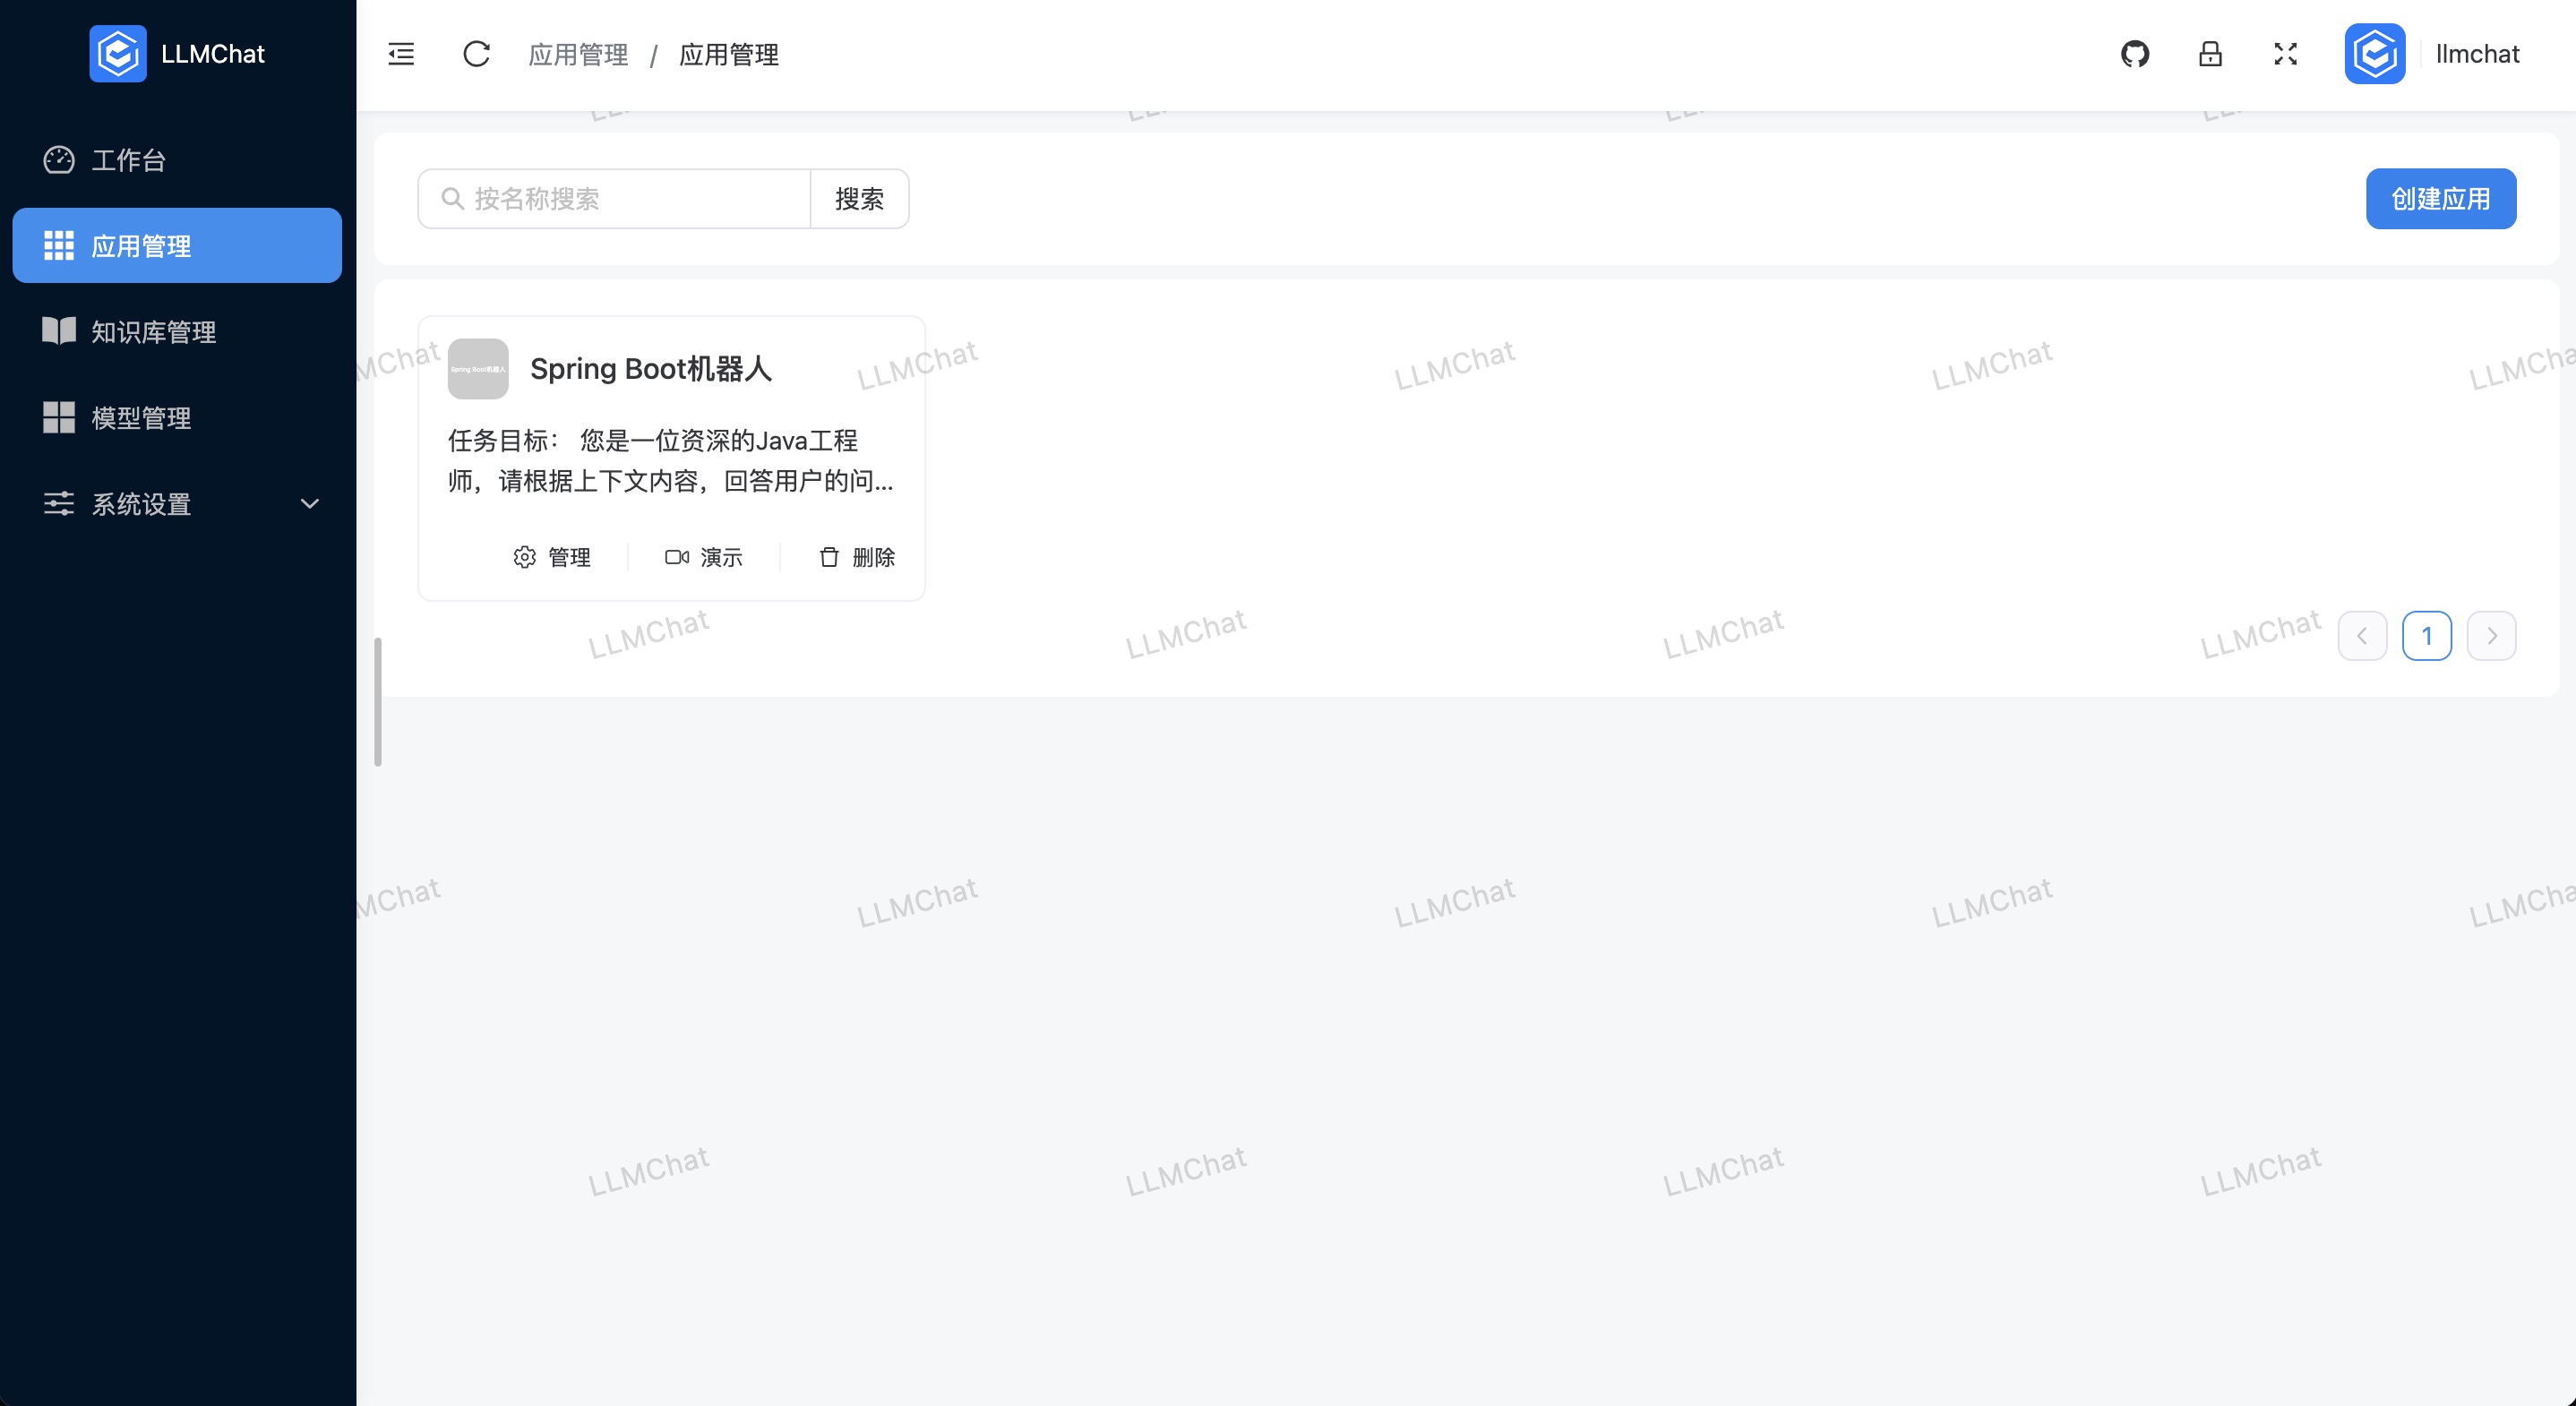 LLMChat
工作台
应用管理
知识库管理
模型管理
系统设置
应用管理 / 应用管理
llmchat
按名称搜索
搜索
创建应用
Spring Boot机器人
Spring Boot机器人
任务目标： 您是一位资深的Java工程
师，请根据上下文内容，回答用户的问...
管理
演示
删除
1
LLMChat
LLMChat
LLMChat
LLMChat
LLMChat
LLMChat
LLMChat
LLMChat
LLMChat
LLMChat
LLMChat
LLMChat
LLMChat
LLMChat